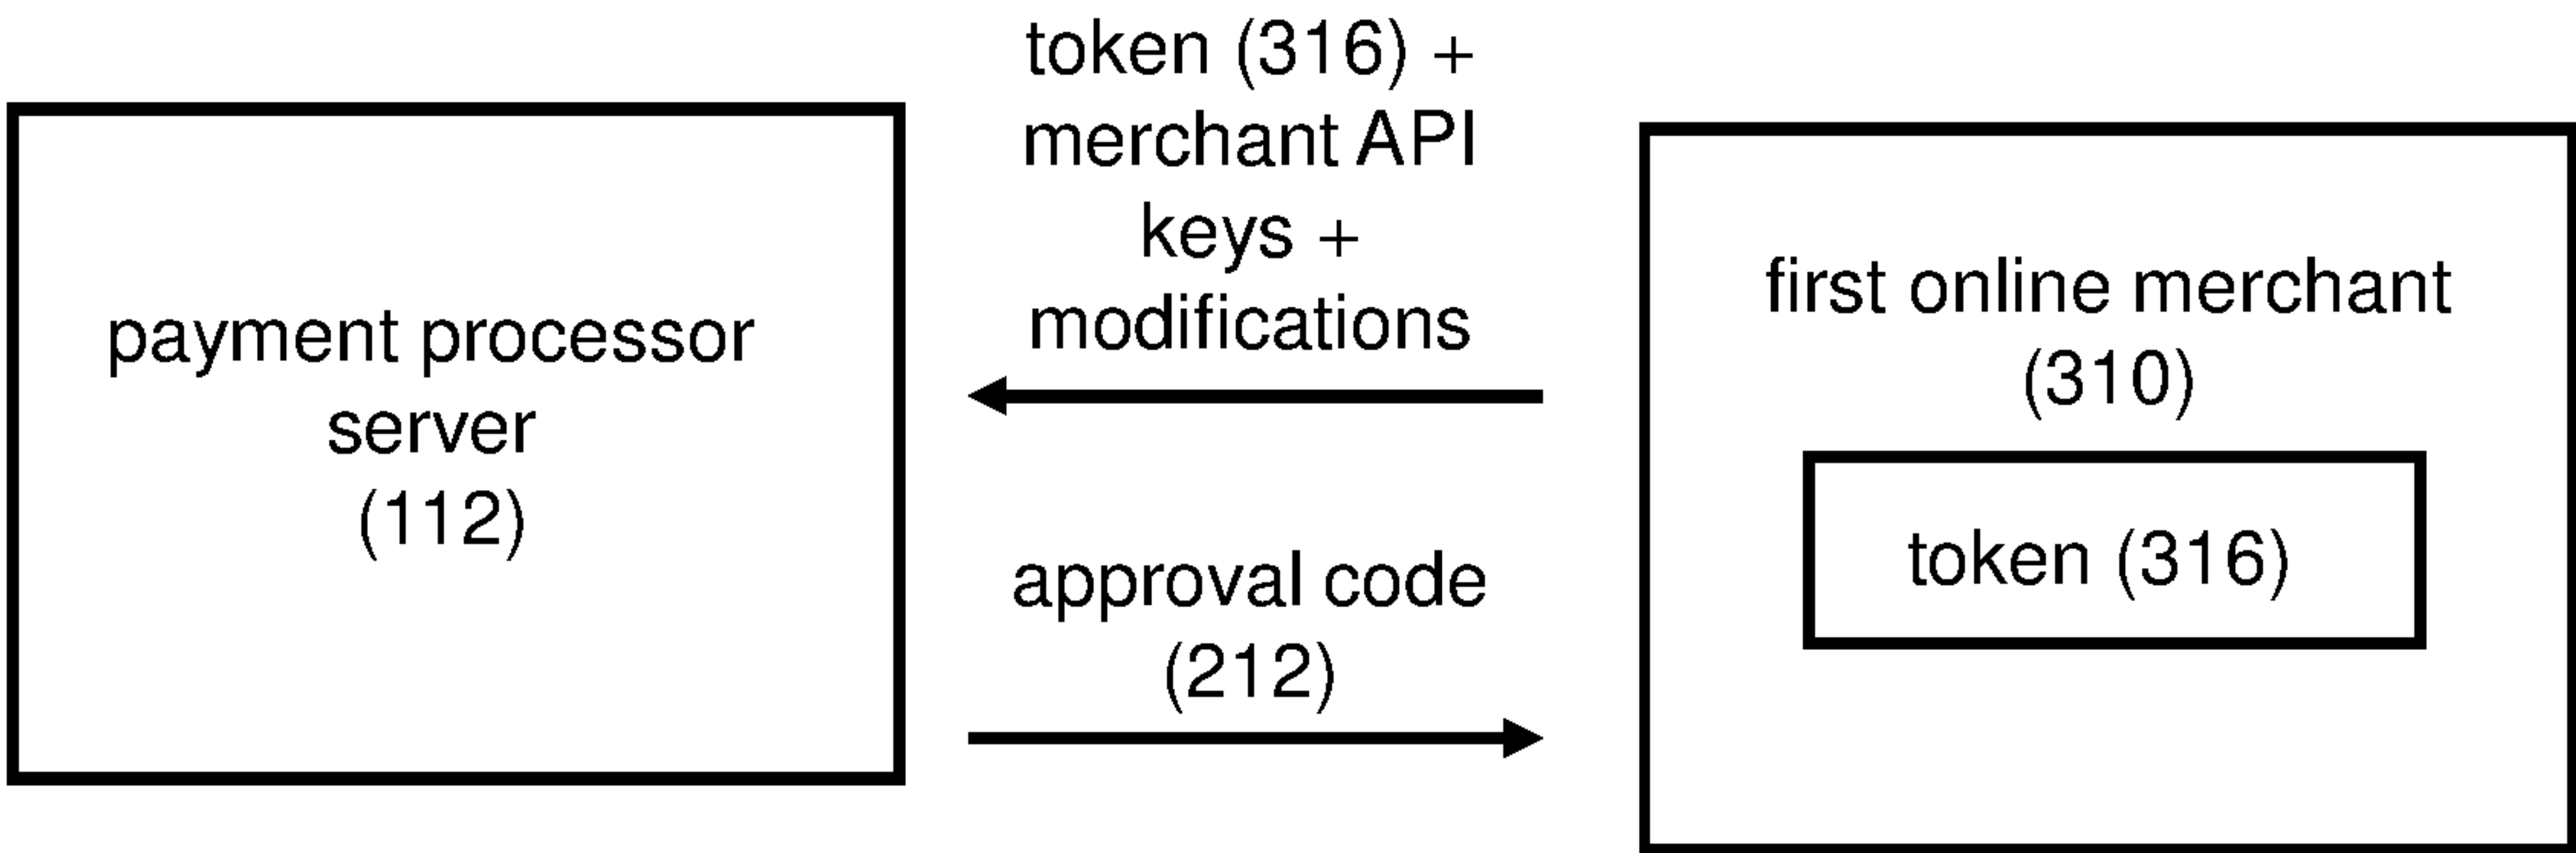 payment processor
server
(112)
token (316) +
merchant API
keys +
modifications
approval code
(212)
first online merchant
(310)
token (316)